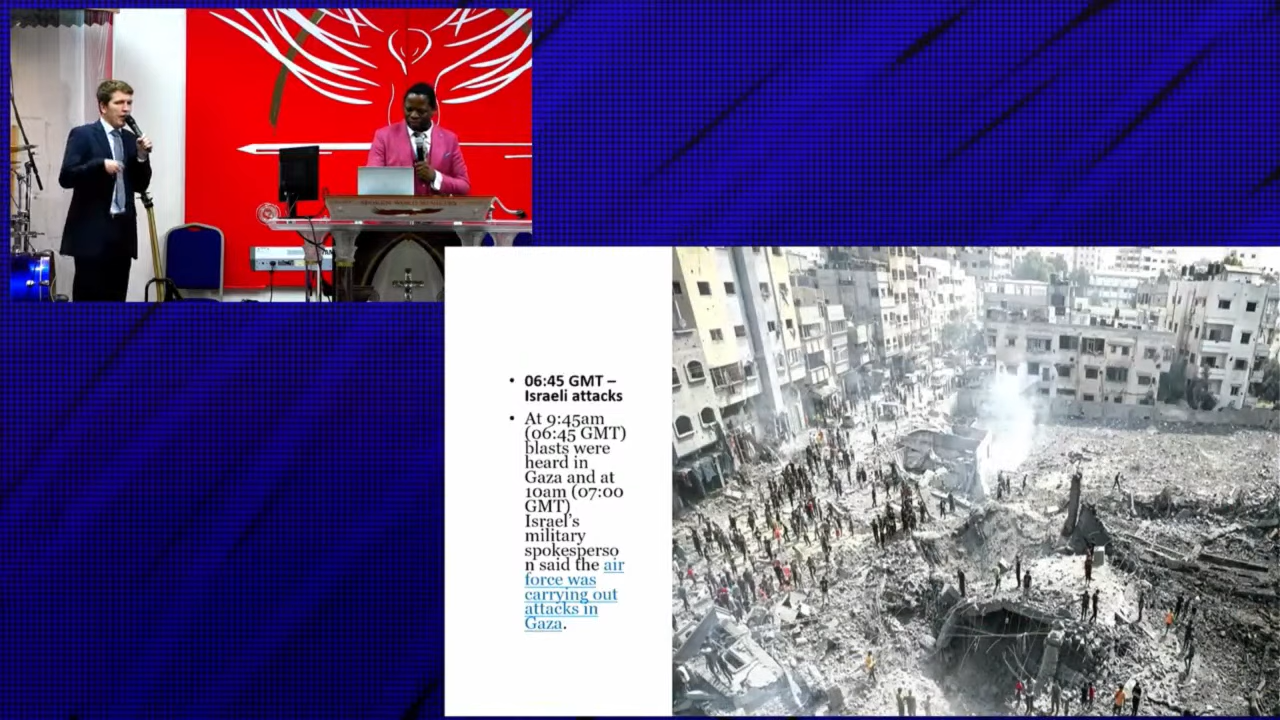 • 06:45 GMT –
Israeli attacks
• At 9:45am
(06:45 GMT)
blasts were
heard in
Gaza and at
10am (07:00
GMT)
Israel’s
military
spokesperso
n said the air
force was
carrying out
attacks in
Gaza.